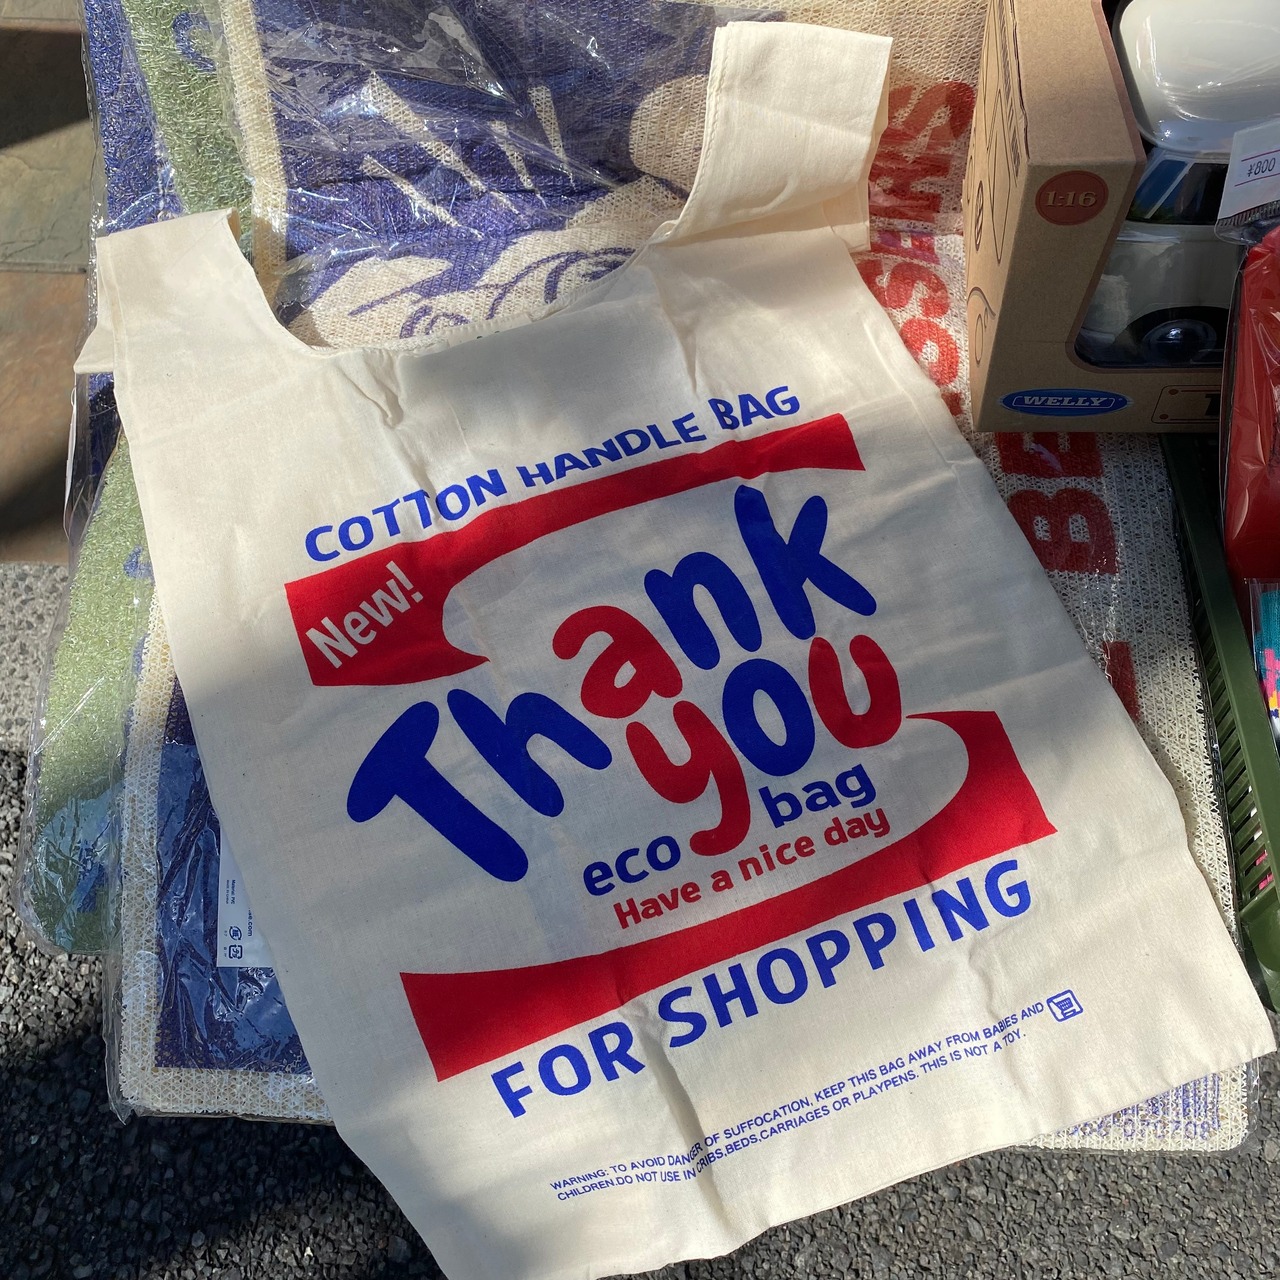 COTTON HANDLE BAG
New!
Thank
you
eco bag
Have a nice day
FOR SHOPPING
WARNING: TO AVOID DANGER OF SUFFOCATION, KEEP THIS BAG AWAY FROM BABIES AND
CHILDREN.DO NOT USE IN CRIBS,BEDS,CARRIAGES OR PLAYPENS. THIS IS NOT A TOY.
1:16
WELLY
¥800